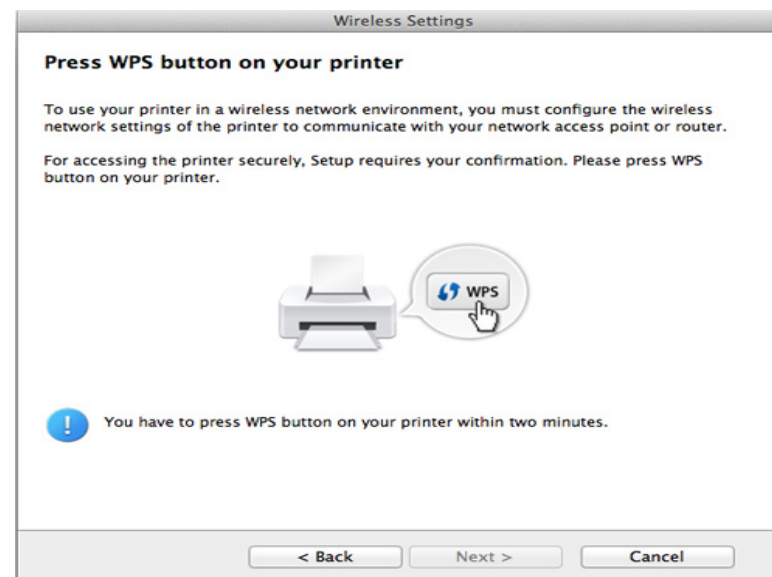 Wireless Settings
Press WPS button on your printer
To use your printer in a wireless network environment, you must configure the wireless
network settings of the printer to communicate with your network access point or router.
For accessing the printer securely, Setup requires your confirmation. Please press WPS
button on your printer.
WPS
You have to press WPS button on your printer within two minutes.
< Back Next > Cancel